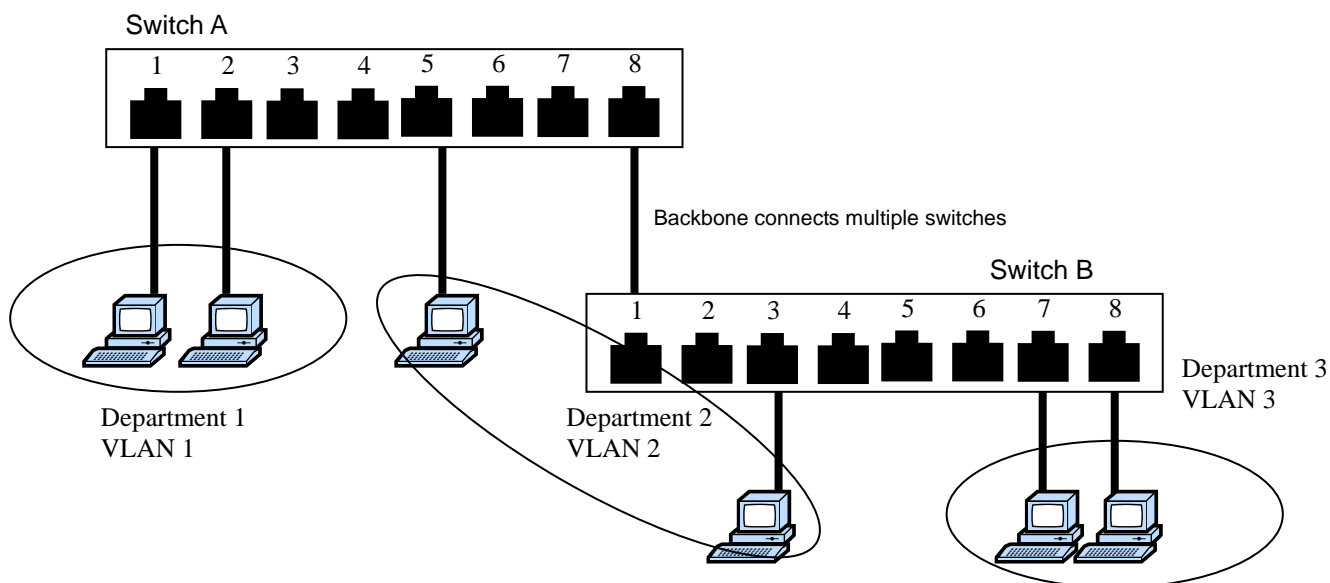 Switch A
1 2 3 4 5 6 7 8
Backbone connects multiple switches
Switch B
1 2 3 4 5 6 7 8
Department 3
VLAN 3
Department 1
VLAN 1
Department 2
VLAN 2